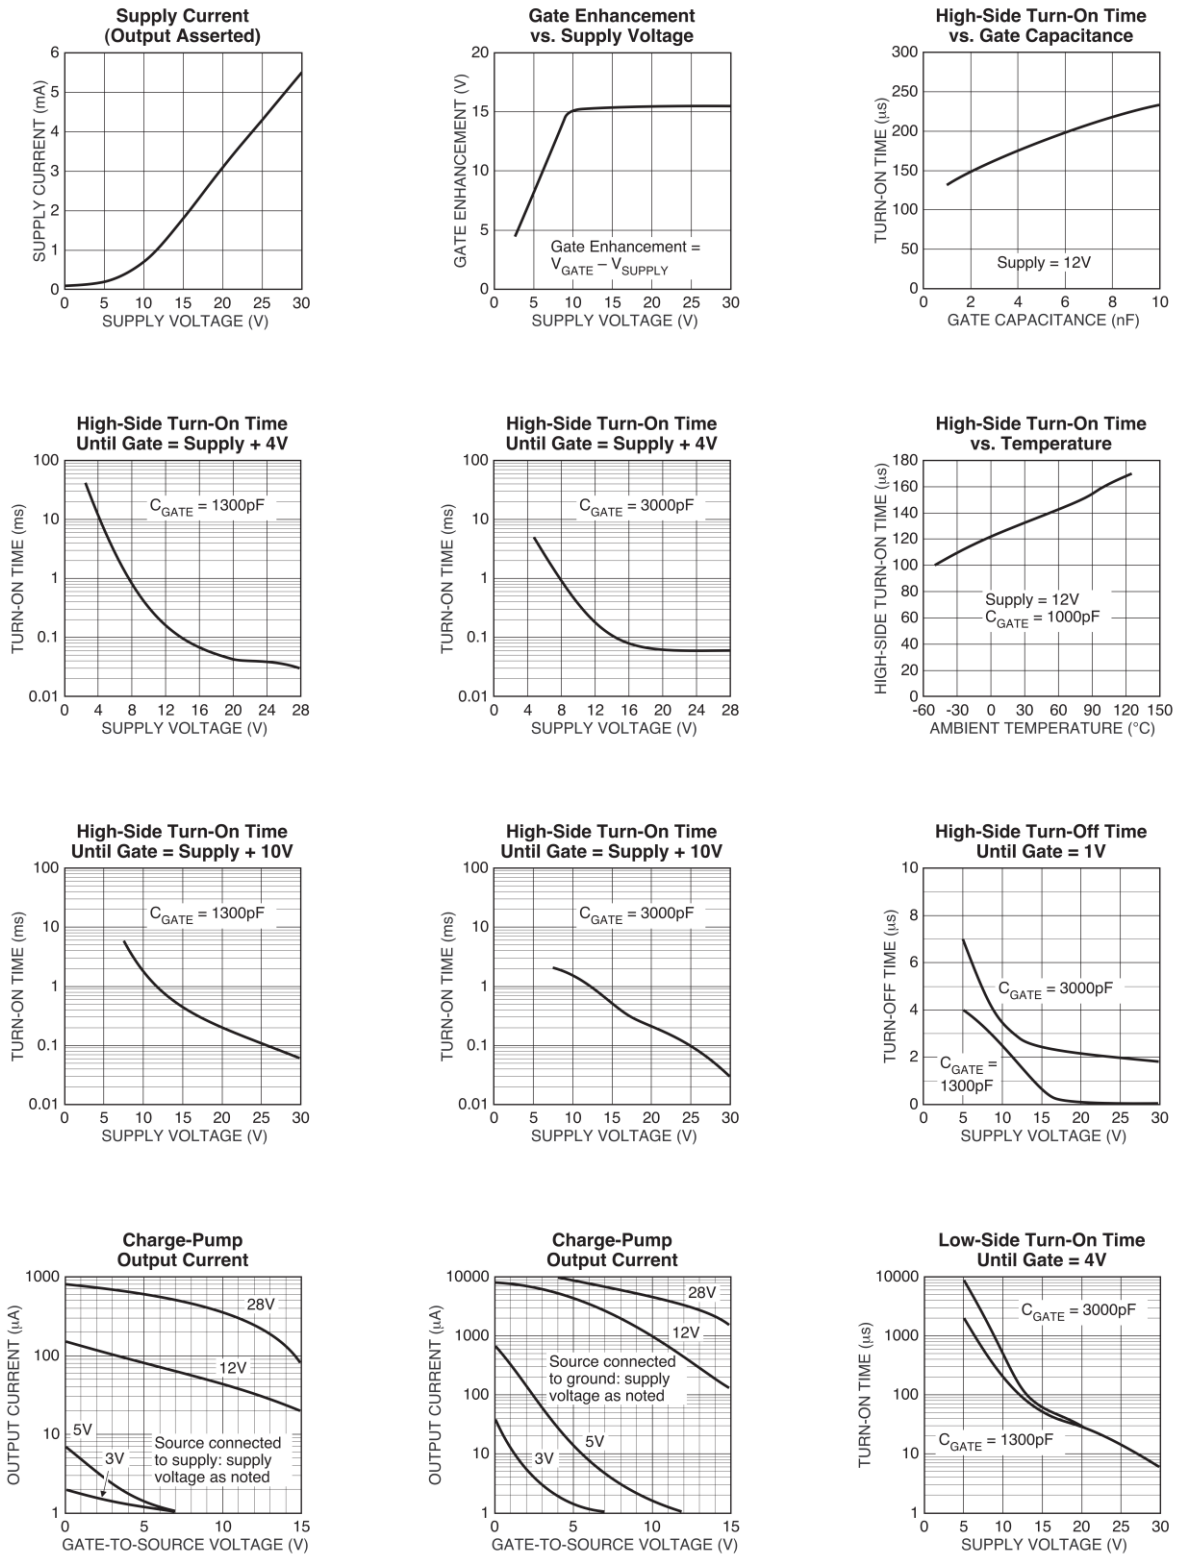 Supply Current
(Output Asserted)
6
5
4
3
2
1
0
SUPPLY CURRENT (mA)
0 5 10 15 20 25 30
SUPPLY VOLTAGE (V)
Gate Enhancement
vs. Supply Voltage
20
15
10
5
0
GATE ENHANCEMENT (V)
Gate Enhancement =
VGATE – VSUPPLY
0 5 10 15 20 25 30
SUPPLY VOLTAGE (V)
High-Side Turn-On Time
vs. Gate Capacitance
300
250
200
150
100
50
0
TURN-ON TIME (µs)
Supply = 12V
0 2 4 6 8 10
GATE CAPACITANCE (nF)
High-Side Turn-On Time
Until Gate = Supply + 4V
100
10
1
0.1
0.01
TURN-ON TIME (ms)
CGATE = 1300pF
0 4 8 12 16 20 24 28
SUPPLY VOLTAGE (V)
High-Side Turn-On Time
Until Gate = Supply + 4V
100
10
1
0.1
0.01
TURN-ON TIME (ms)
CGATE = 3000pF
0 4 8 12 16 20 24 28
SUPPLY VOLTAGE (V)
High-Side Turn-On Time
vs. Temperature
180
160
140
120
100
80
60
40
20
0
HIGH-SIDE TURN-ON TIME (µs)
Supply = 12V
CGATE = 1000pF
-60 -30 0 30 60 90 120 150
AMBIENT TEMPERATURE (°C)
High-Side Turn-On Time
Until Gate = Supply + 10V
100
10
1
0.1
0.01
TURN-ON TIME (ms)
CGATE = 1300pF
0 5 10 15 20 25 30
SUPPLY VOLTAGE (V)
High-Side Turn-On Time
Until Gate = Supply + 10V
100
10
1
0.1
0.01
TURN-ON TIME (ms)
CGATE = 3000pF
0 5 10 15 20 25 30
SUPPLY VOLTAGE (V)
High-Side Turn-Off Time
Until Gate = 1V
10
8
6
4
2
0
TURN-OFF TIME (µs)
CGATE = 3000pF
CGATE =
1300pF
0 5 10 15 20 25 30
SUPPLY VOLTAGE (V)
Charge-Pump
Output Current
1000
100
10
1
OUTPUT CURRENT (µA)
28V
12V
5V
3V
Source connected
to supply: supply
voltage as noted
0 5 10 15
GATE-TO-SOURCE VOLTAGE (V)
Charge-Pump
Output Current
10000
1000
100
10
1
OUTPUT CURRENT (µA)
28V
12V
Source connected
to ground: supply
voltage as noted
5V
3V
0 5 10 15
GATE-TO-SOURCE VOLTAGE (V)
Low-Side Turn-On Time
Until Gate = 4V
10000
1000
100
10
1
TURN-ON TIME (µs)
CGATE = 3000pF
CGATE = 1300pF
0 5 10 15 20 25 30
SUPPLY VOLTAGE (V)